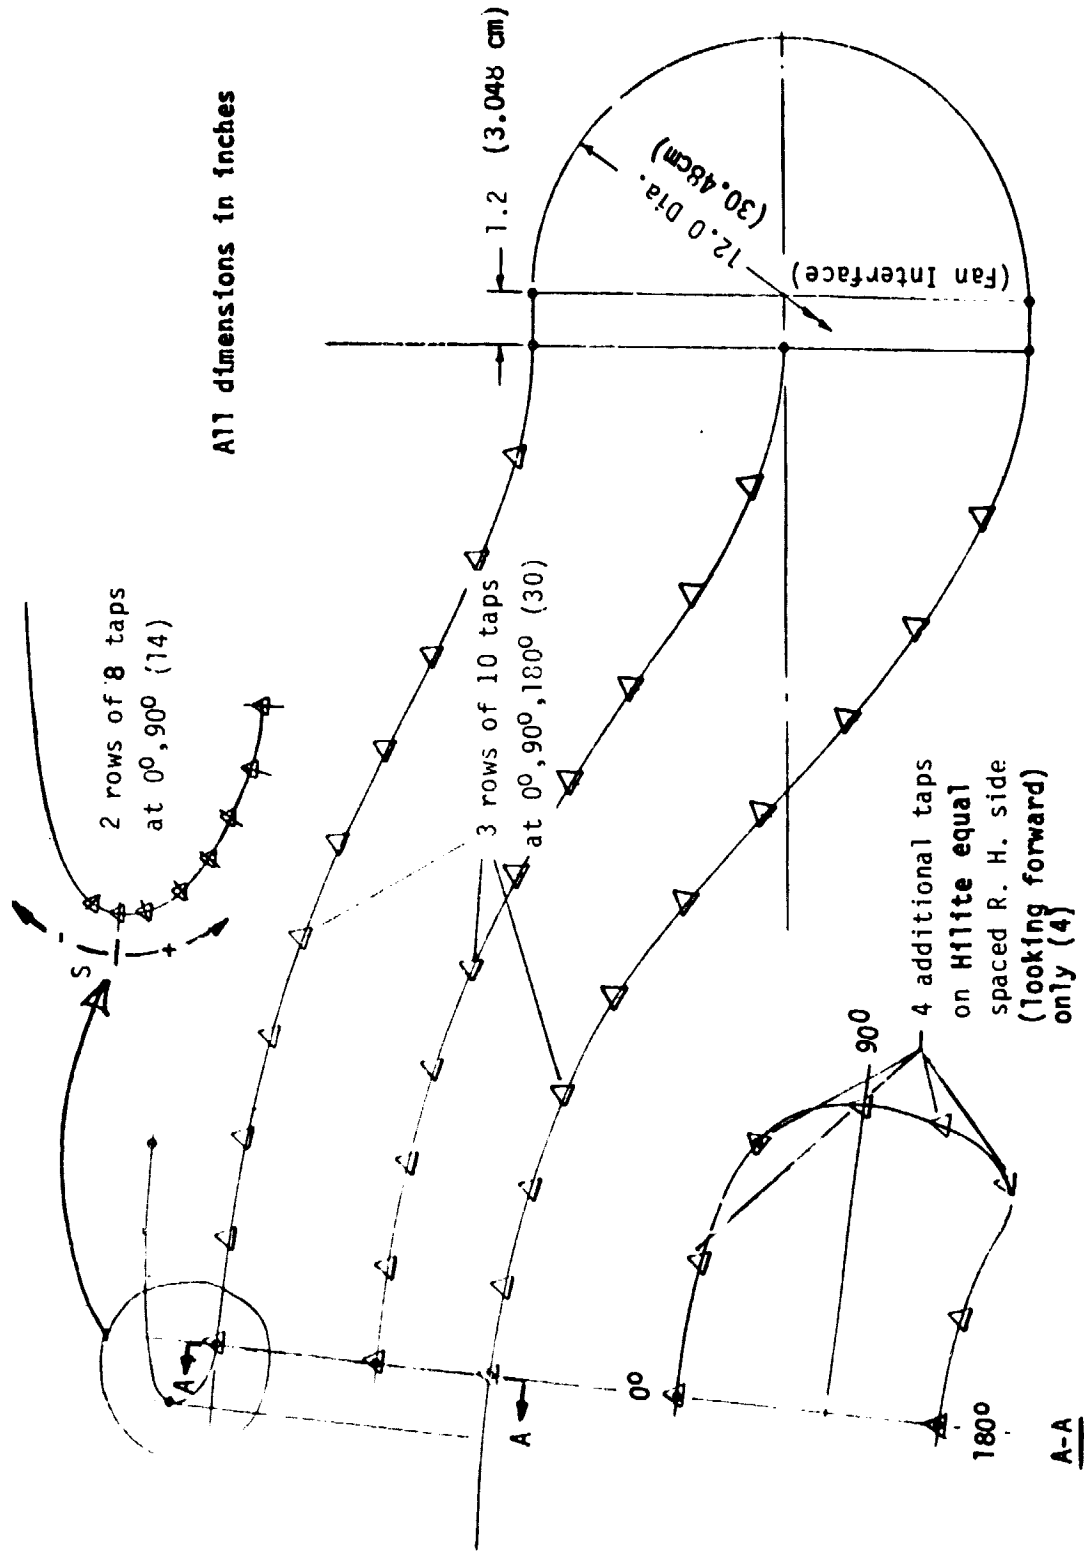 All dimensions in inches
1.2 (3.048 cm)
12.0 Dia.
(30.48cm)
(Fan Interface)
2 rows of 8 taps
at 0°,90° (14)
S
-
+
3 rows of 10 taps
at 0°,90°,180° (30)
4 additional taps
on Hilite equal
spaced R. H. side
(looking forward)
only (4)
A
A
0°
90°
180°
A-A